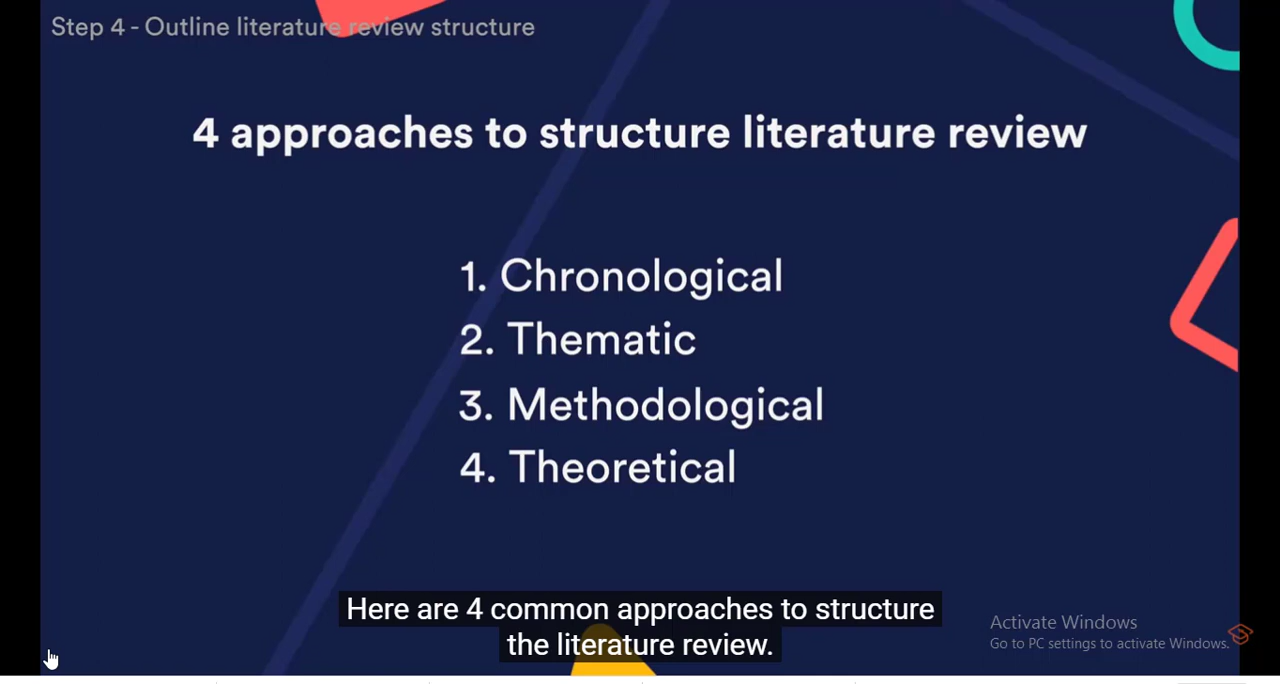 Step 4 - Outline literature review structure
4 approaches to structure literature review
1. Chronological
2. Thematic
3. Methodological
4. Theoretical
Here are 4 common approaches to structure
the literature review.
Activate Windows
Go to PC settings to activate Windows.